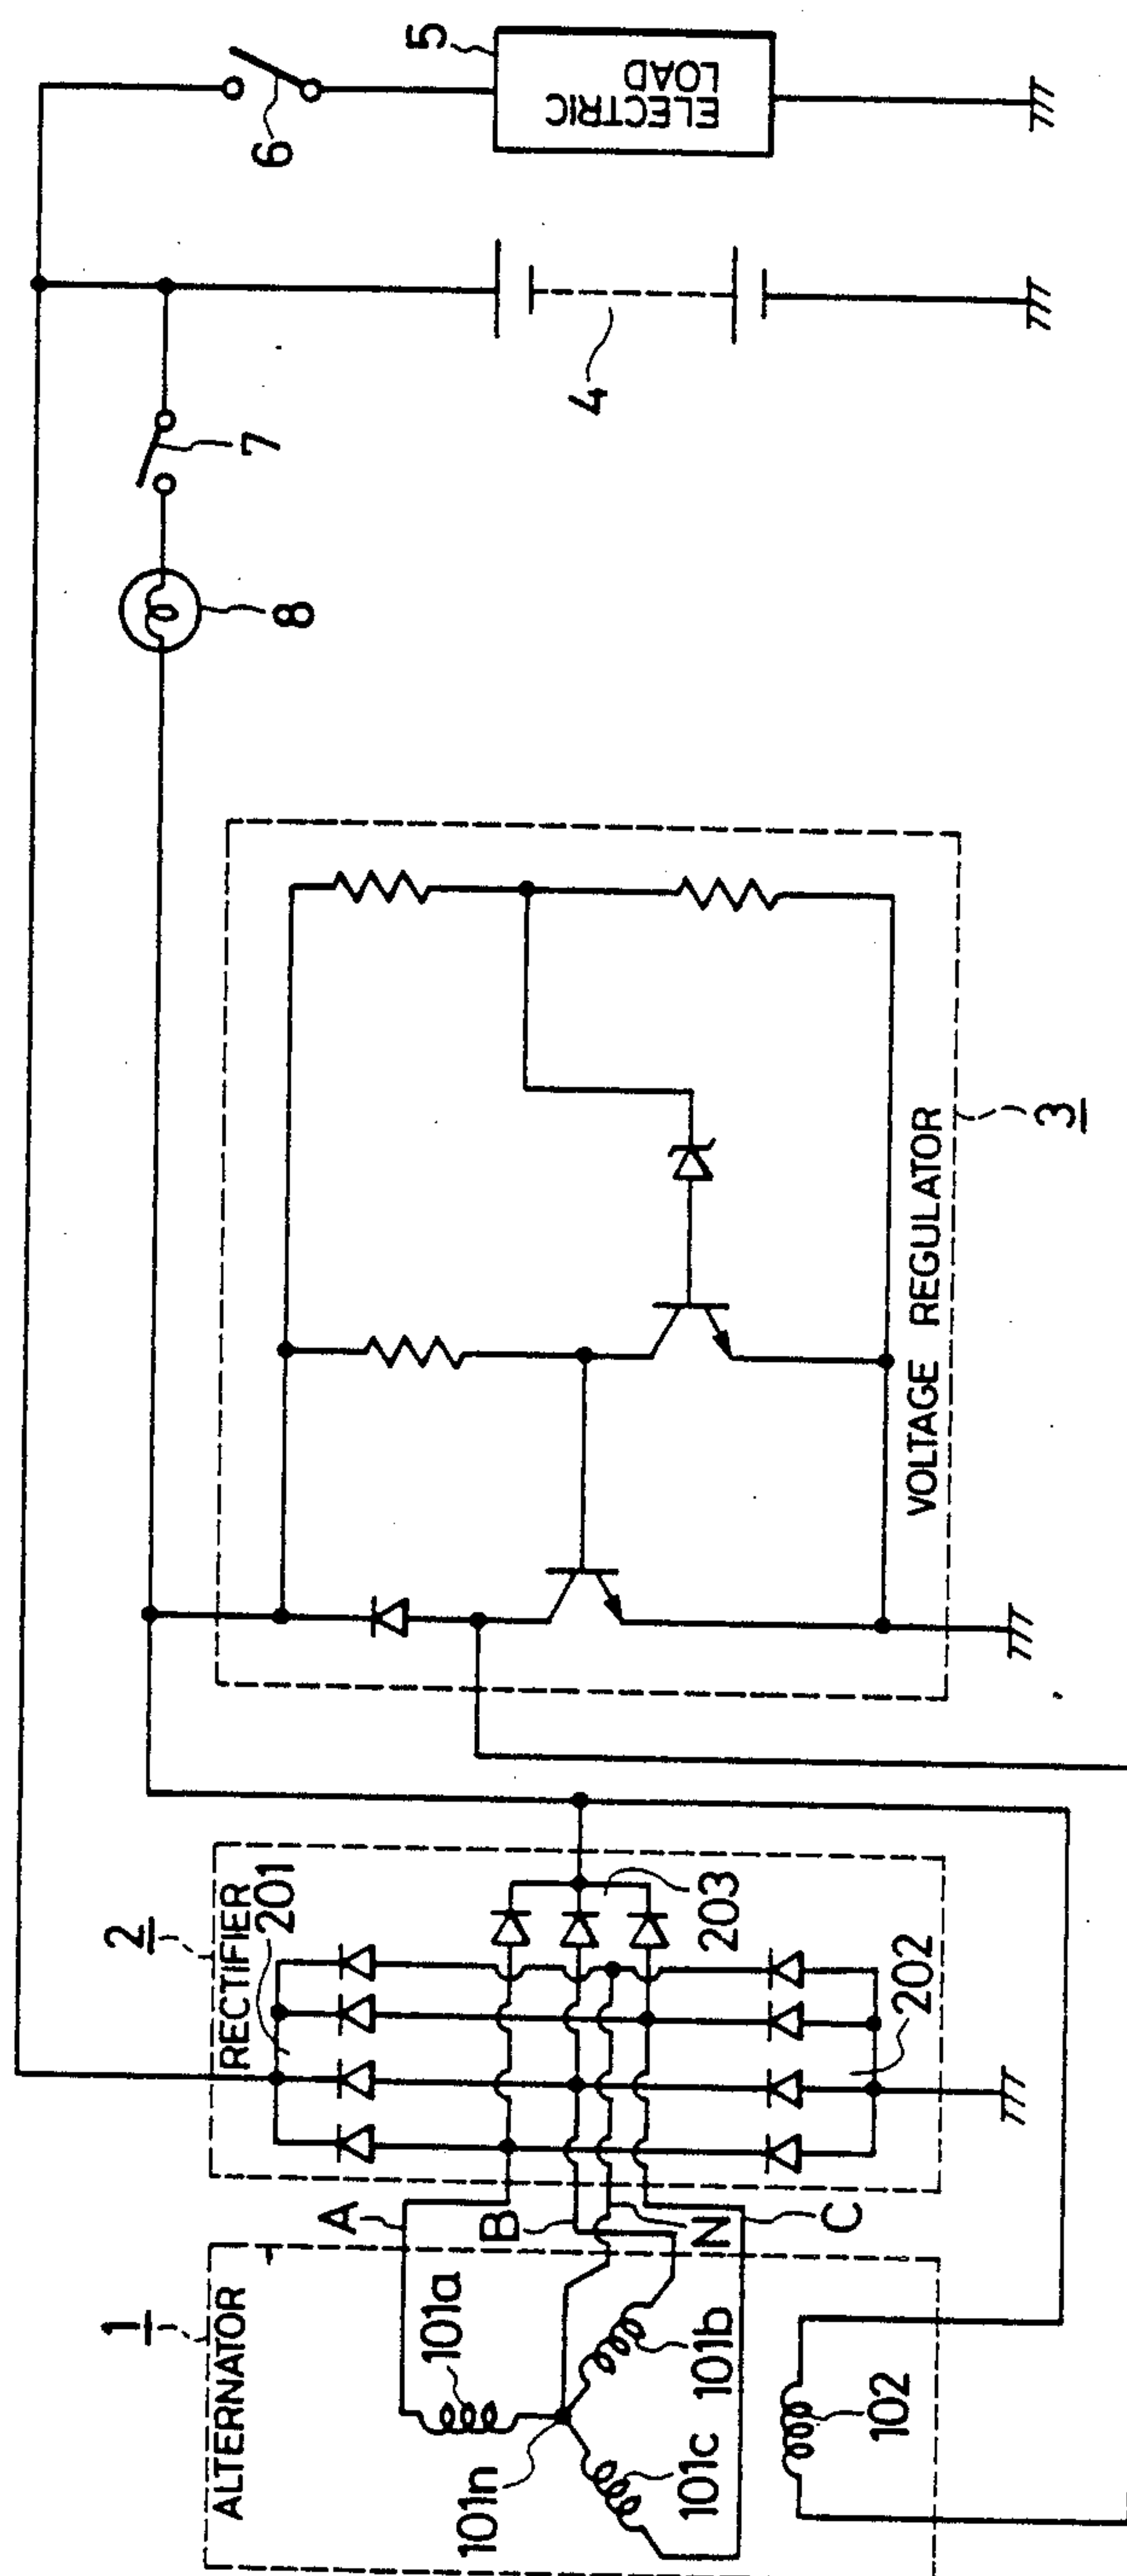 1
ALTERNATOR
101a
101b
101c
101n
102
A
B
N
C
2
RECTIFIER
201
202
203
3
VOLTAGE REGULATOR
8
7
4
6
5
ELECTRIC
LOAD